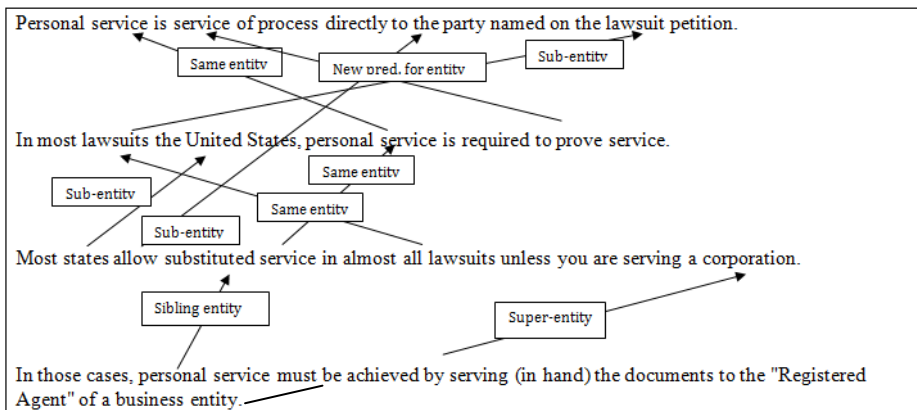 Personal service is service of process directly to the party named on the lawsuit petition.
Same entity
New pred. for entity
Sub-entity
In most lawsuits the United States, personal service is required to prove service.
Same entity
Sub-entity
Same entity
Sub-entity
Most states allow substituted service in almost all lawsuits unless you are serving a corporation.
Sibling entity
Super-entity
In those cases, personal service must be achieved by serving (in hand) the documents to the "Registered
Agent" of a business entity.